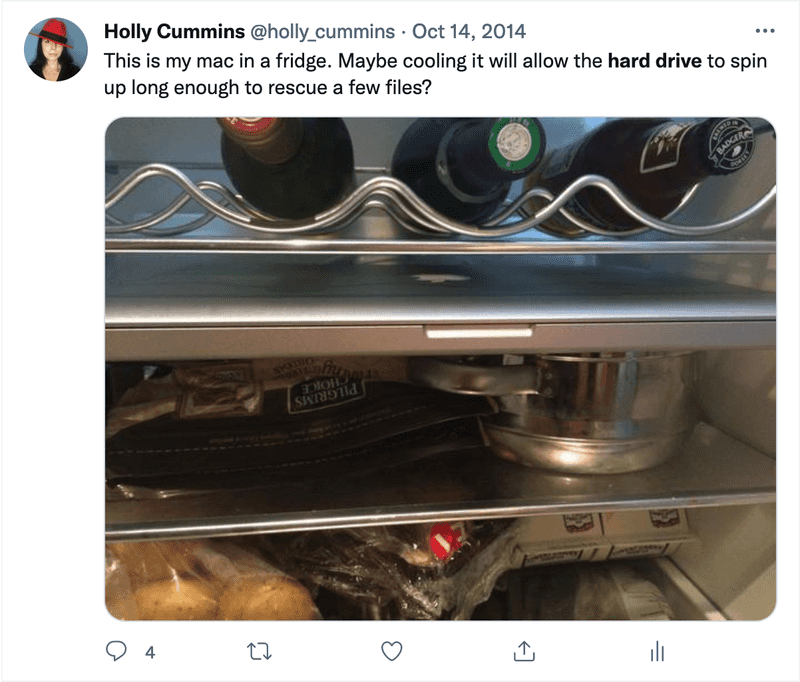 Holly Cummins @holly_cummins · Oct 14, 2014
This is my mac in a fridge. Maybe cooling it will allow the hard drive to spin
up long enough to rescue a few files?
BADGER
DORSET
PILGRIMS
CHOICE
4